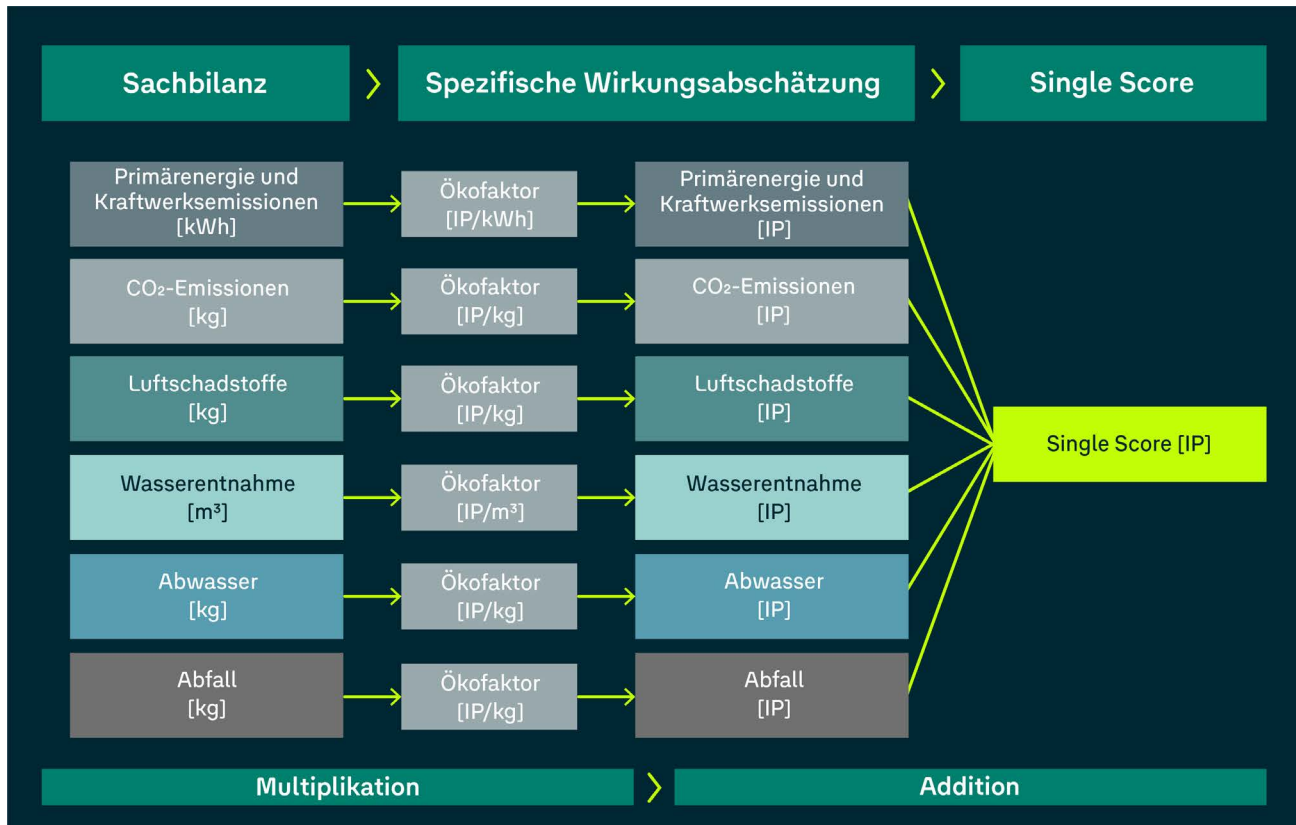 Sachbilanz
Spezifische Wirkungsabschätzung
Single Score
Primärenergie und
Kraftwerksemissionen
[kWh]
Ökofaktor
[IP/kWh]
Primärenergie und
Kraftwerksemissionen
[IP]
CO₂-Emissionen
[kg]
Ökofaktor
[IP/kg]
CO₂-Emissionen
[IP]
Luftschadstoffe
[kg]
Ökofaktor
[IP/kg]
Luftschadstoffe
[IP]
Single Score [IP]
Wasserentnahme
[m³]
Ökofaktor
[IP/m³]
Wasserentnahme
[IP]
Abwasser
[kg]
Ökofaktor
[IP/kg]
Abwasser
[IP]
Abfall
[kg]
Ökofaktor
[IP/kg]
Abfall
[IP]
Multiplikation
Addition